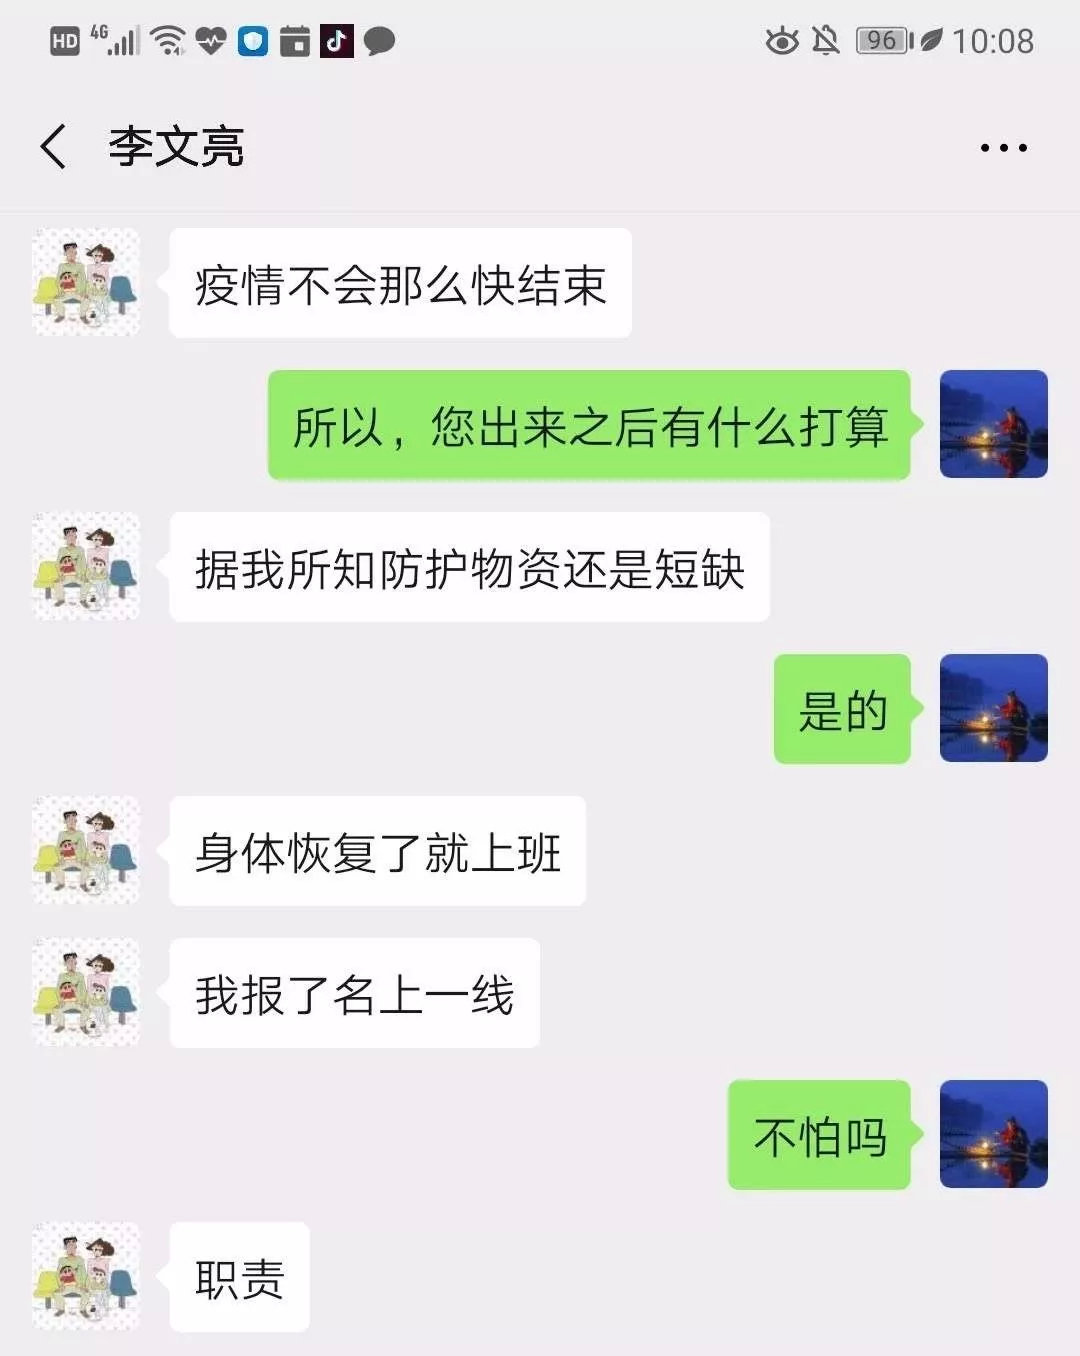 HD 4G 96 10:08
李文亮
疫情不会那么快结束
所以，您出来之后有什么打算
据我所知防护物资还是短缺
是的
身体恢复了就上班
我报了名上一线
不怕吗
职责